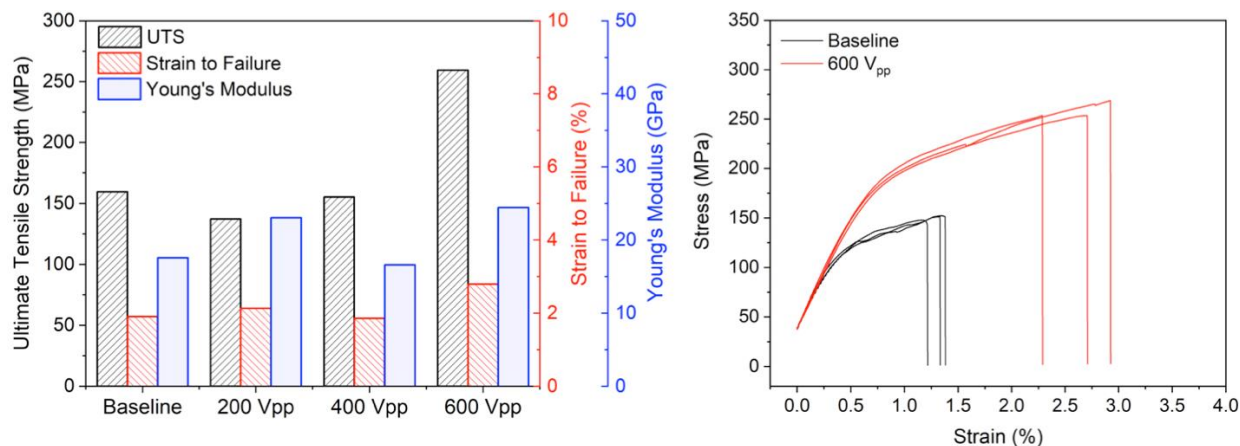 300
250
200
150
100
50
0
Ultimate Tensile Strength (MPa)
UTS
Strain to Failure
Young's Modulus
Baseline
200 Vpp
400 Vpp
600 Vpp
10
8
6
4
2
0
Strain to Failure (%)
50
40
30
20
10
0
Young's Modulus (GPa)
350
300
250
200
150
100
50
0
Stress (MPa)
Baseline
600 Vpp
0.0 0.5 1.0 1.5 2.0 2.5 3.0 3.5 4.0
Strain (%)